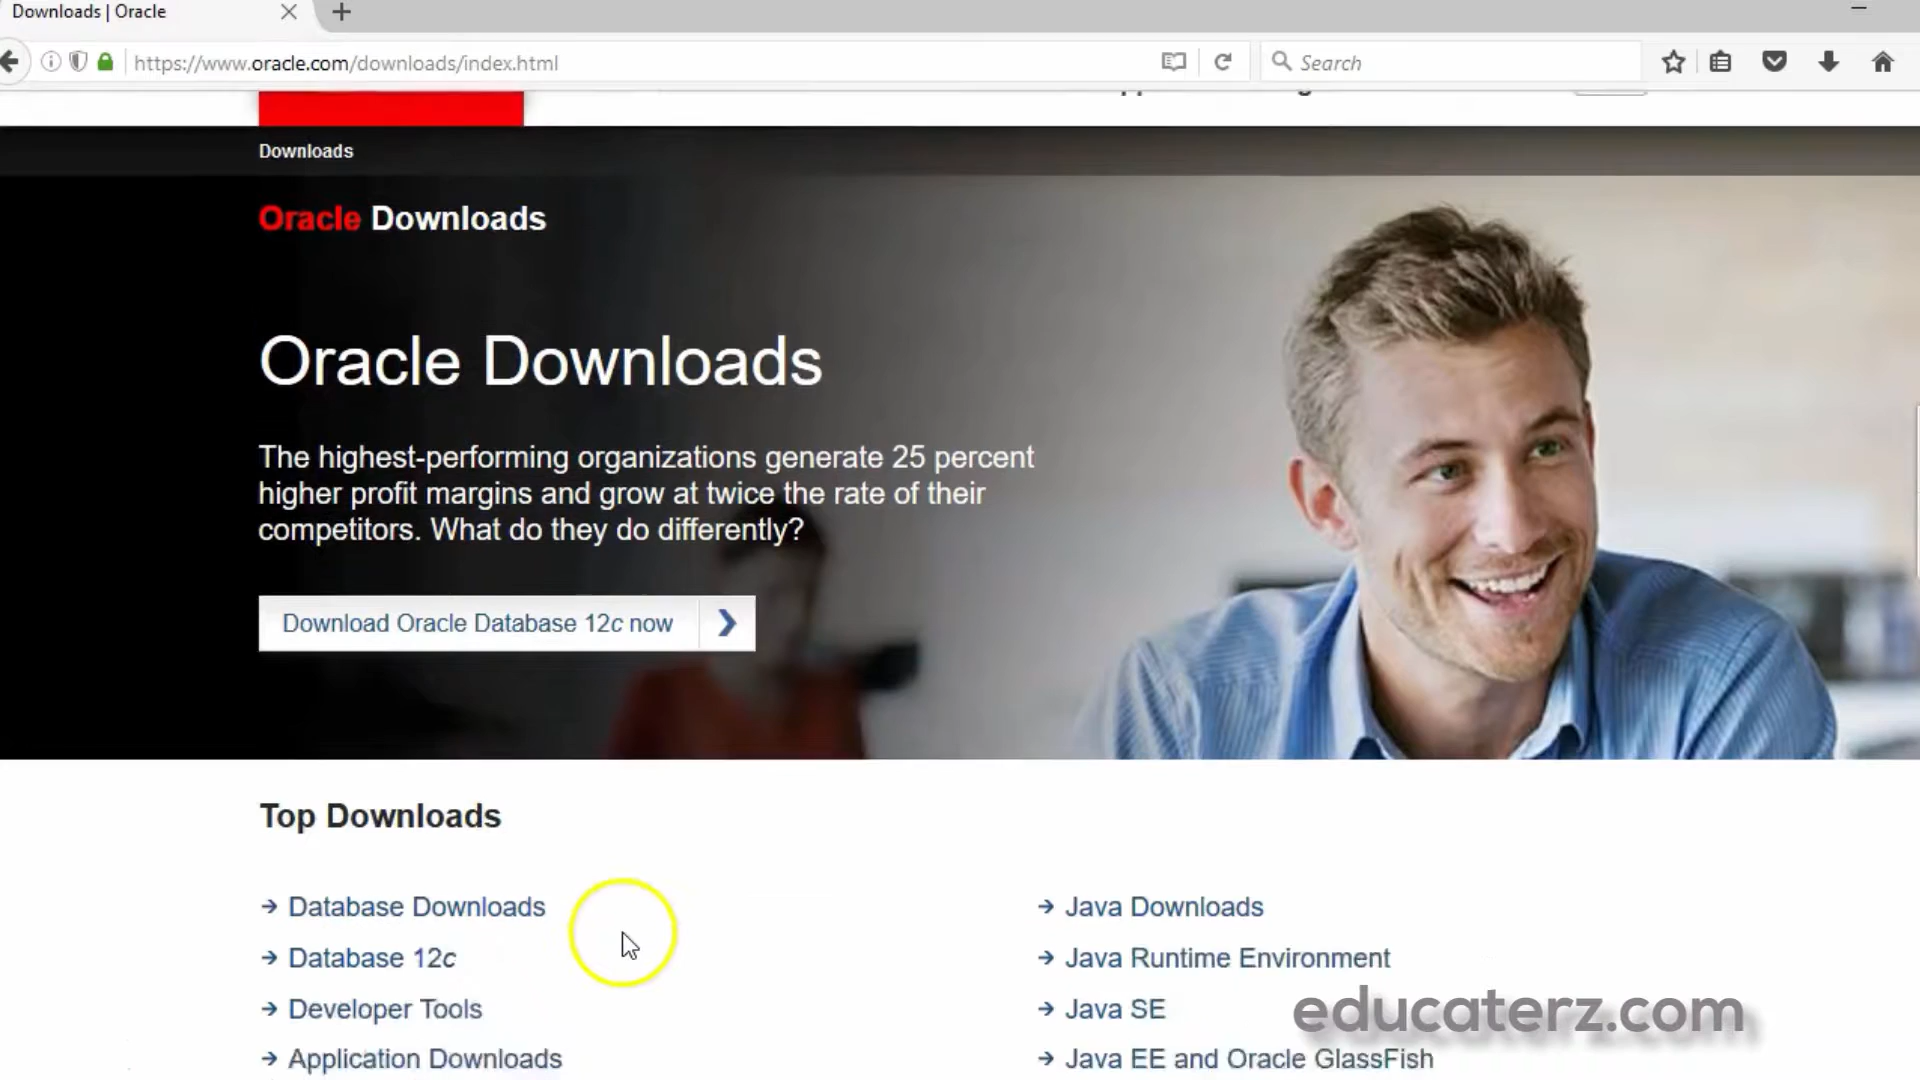 Downloads | Oracle
https://www.oracle.com/downloads/index.html
Search
Downloads
Oracle Downloads
Oracle Downloads
The highest-performing organizations generate 25 percent
higher profit margins and grow at twice the rate of their
competitors. What do they do differently?
Download Oracle Database 12c now
Top Downloads
Database Downloads
Database 12c
Developer Tools
Application Downloads
Java Downloads
Java Runtime Environment
Java SE
Java EE and Oracle GlassFish
educaterz.com